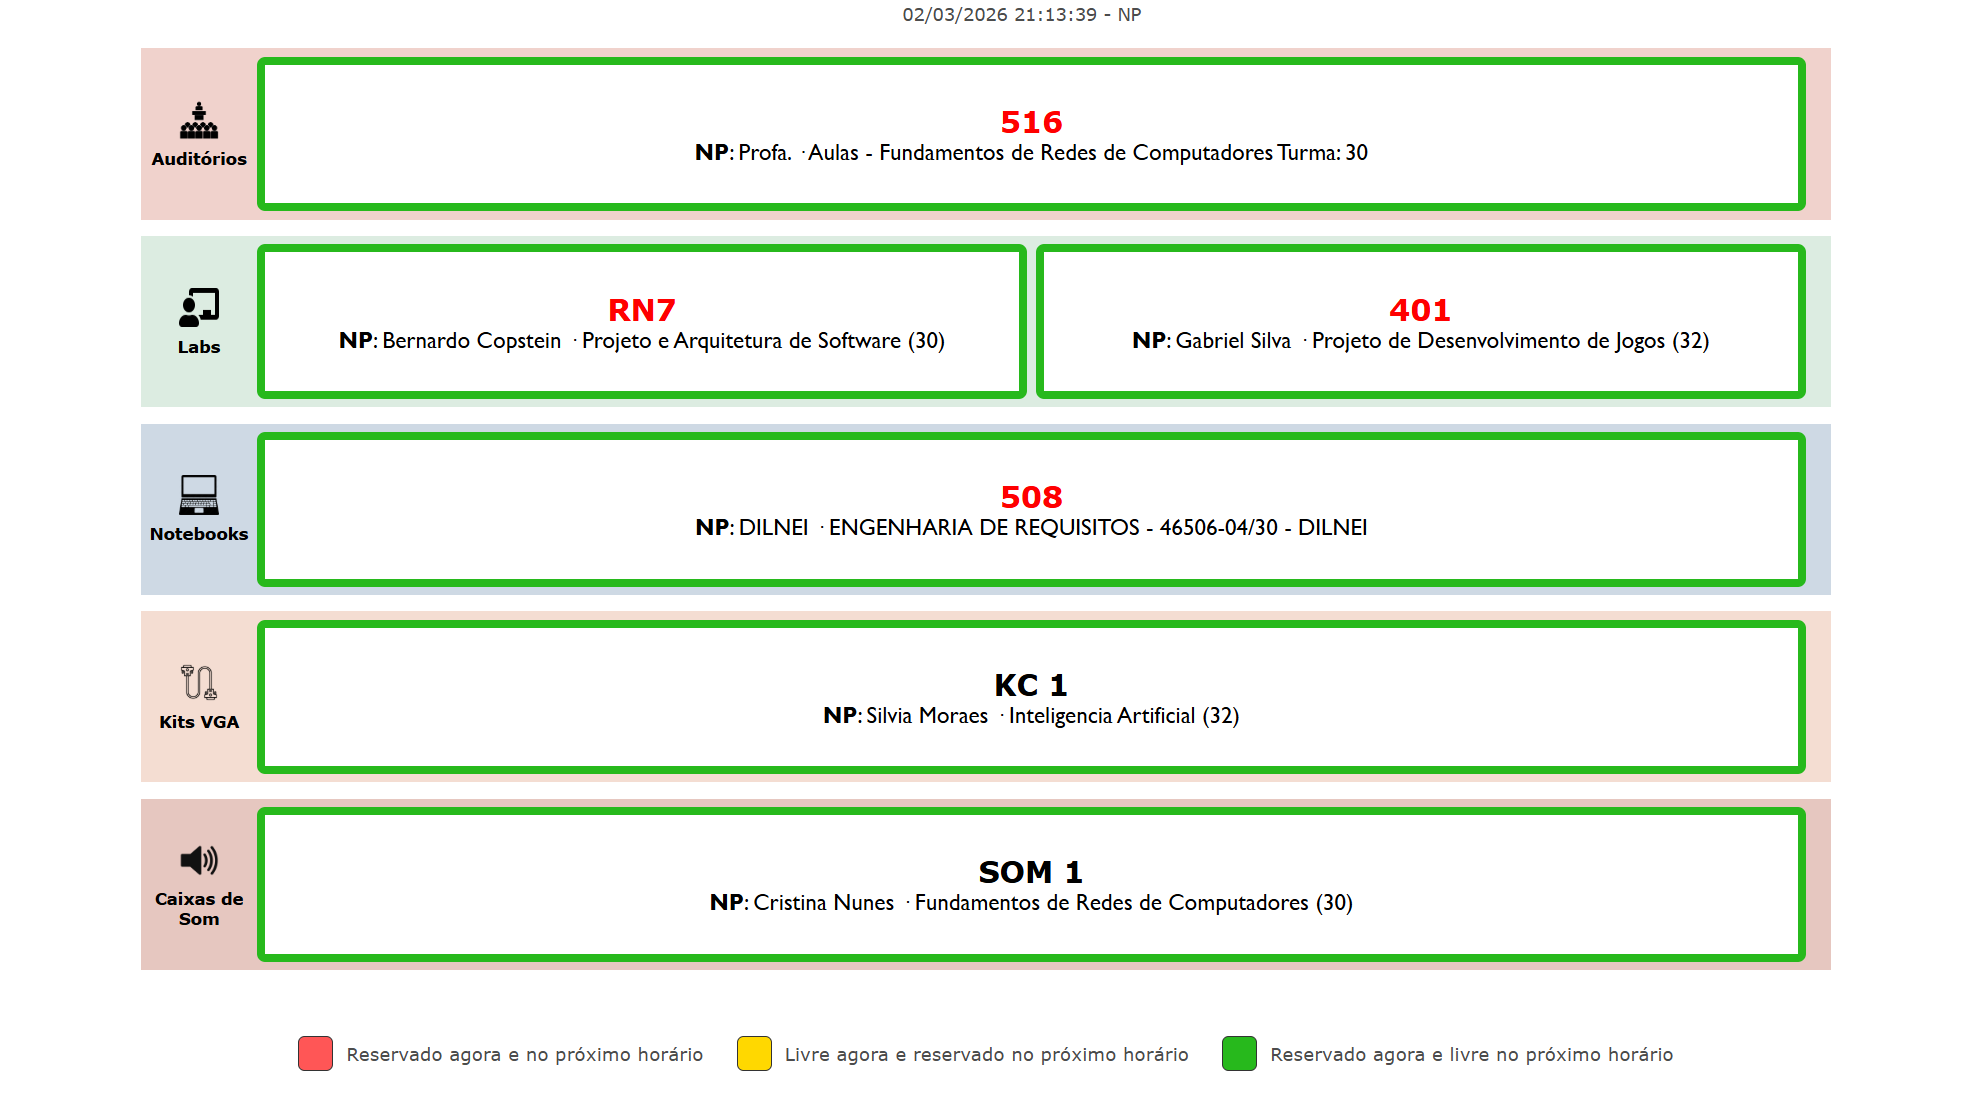 02/03/2026 21:13:39 - NP
Auditórios
516
NP: Profa. · Aulas - Fundamentos de Redes de Computadores Turma: 30
Labs
RN7
NP: Bernardo Copstein · Projeto e Arquitetura de Software (30)
401
NP: Gabriel Silva · Projeto de Desenvolvimento de Jogos (32)
Notebooks
508
NP: DILNEI · ENGENHARIA DE REQUISITOS - 46506-04/30 - DILNEI
Kits VGA
KC 1
NP: Silvia Moraes · Inteligencia Artificial (32)
Caixas de
Som
SOM 1
NP: Cristina Nunes · Fundamentos de Redes de Computadores (30)
Reservado agora e no próximo horário
Livre agora e reservado no próximo horário
Reservado agora e livre no próximo horário